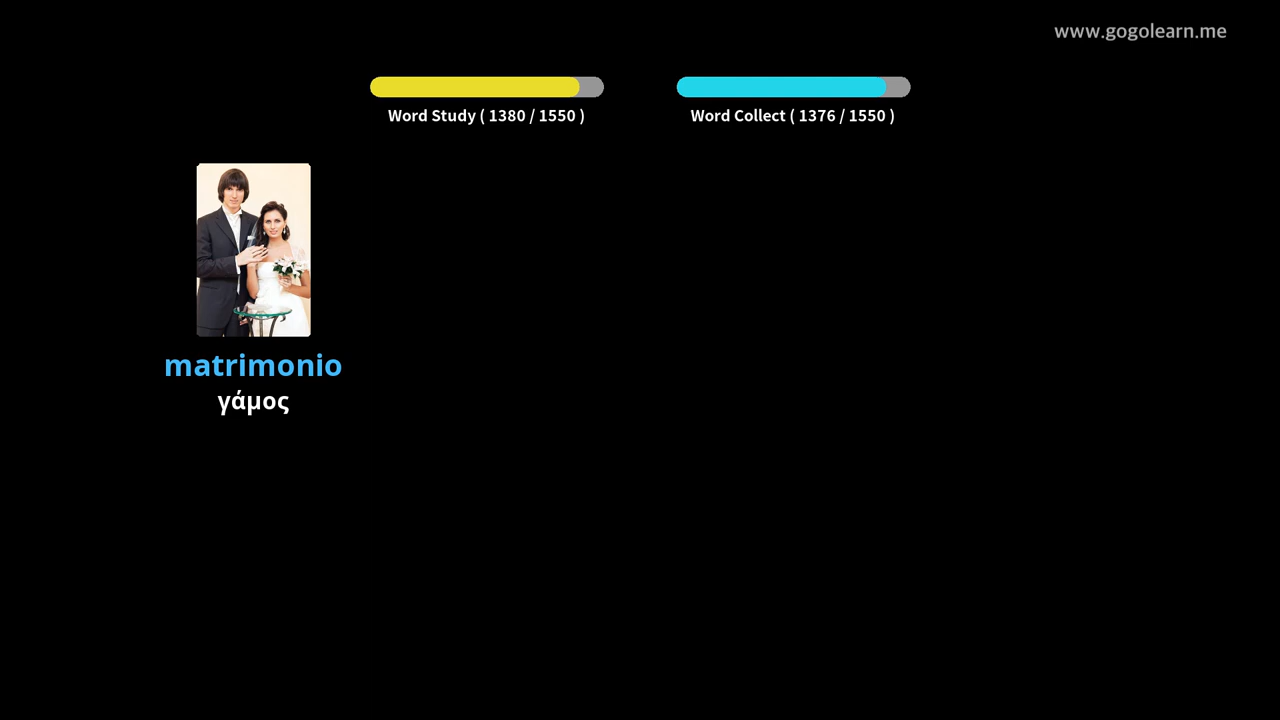 www.gogolearn.me
Word Study ( 1380 / 1550 )
Word Collect ( 1376 / 1550 )
matrimonio
γάμος